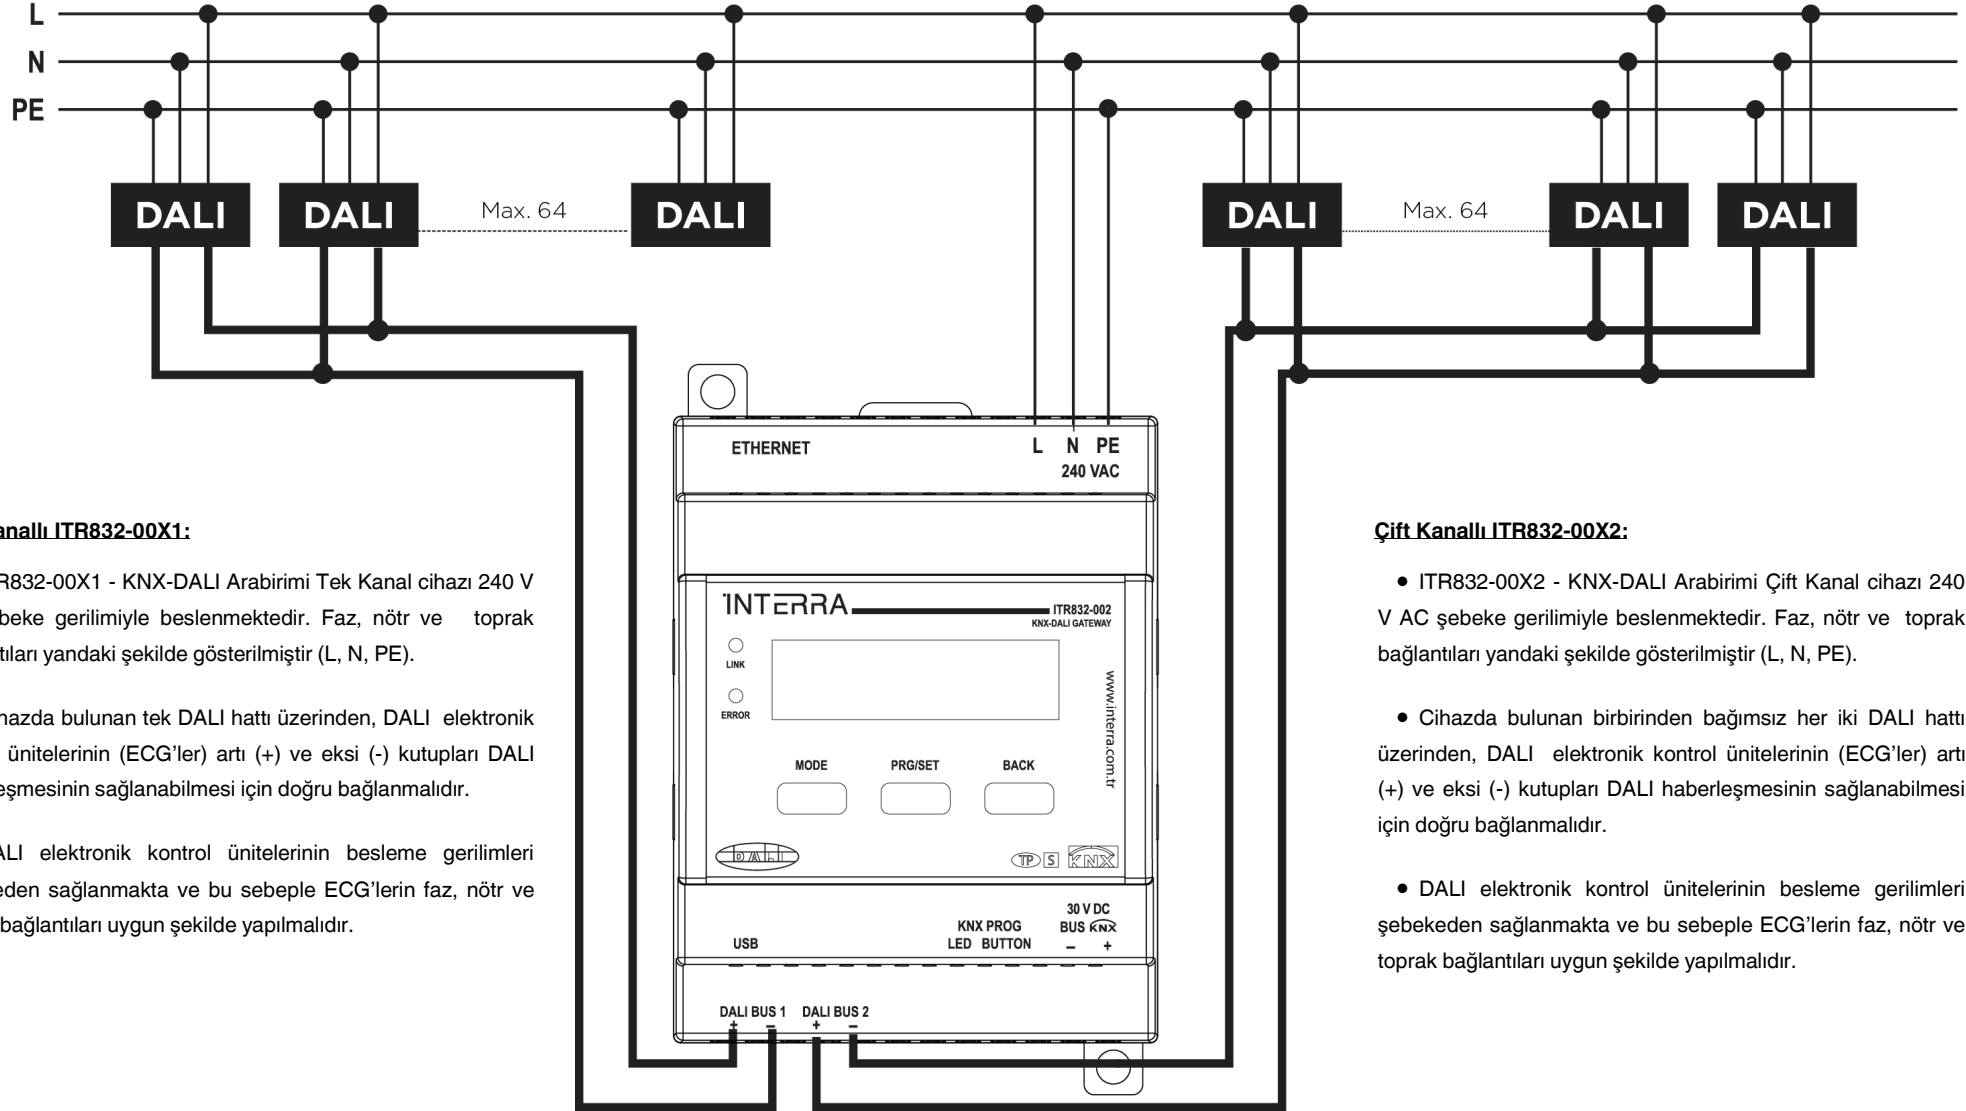 L
N
PE
DALI
DALI
Max. 64
DALI
DALI
Max. 64
DALI
DALI
ETHERNET
L N PE
240 VAC
anallı ITR832-00X1:
R832-00X1 - KNX-DALI Arabirimi Tek Kanal cihazı 240 V
beke gerilimiyle beslenmektedir. Faz, nötr ve toprak
tıları yandaki şekilde gösterilmiştir (L, N, PE).
hazda bulunan tek DALI hattı üzerinden, DALI elektronik
ünitelerinin (ECG’ler) artı (+) ve eksi (-) kutupları DALI
eşmesinin sağlanabilmesi için doğru bağlanmalıdır.
ALI elektronik kontrol ünitelerinin besleme gerilimleri
eden sağlanmakta ve bu sebeple ECG’lerin faz, nötr ve
bağlantıları uygun şekilde yapılmalıdır.
INTERRA
ITR832-002
KNX-DALI GATEWAY
LINK
ERROR
www.interra.com.tr
MODE PRG/SET BACK
DALI
TP S KNX
USB
KNX PROG
LED BUTTON
30 V DC
BUS KNX
– +
DALI BUS 1 DALI BUS 2
+ – + –
Çift Kanallı ITR832-00X2:
• ITR832-00X2 - KNX-DALI Arabirimi Çift Kanal cihazı 240
V AC şebeke gerilimiyle beslenmektedir. Faz, nötr ve toprak
bağlantıları yandaki şekilde gösterilmiştir (L, N, PE).
• Cihazda bulunan birbirinden bağımsız her iki DALI hattı
üzerinden, DALI elektronik kontrol ünitelerinin (ECG’ler) artı
(+) ve eksi (-) kutupları DALI haberleşmesinin sağlanabilmesi
için doğru bağlanmalıdır.
• DALI elektronik kontrol ünitelerinin besleme gerilimleri
şebekeden sağlanmakta ve bu sebeple ECG’lerin faz, nötr ve
toprak bağlantıları uygun şekilde yapılmalıdır.